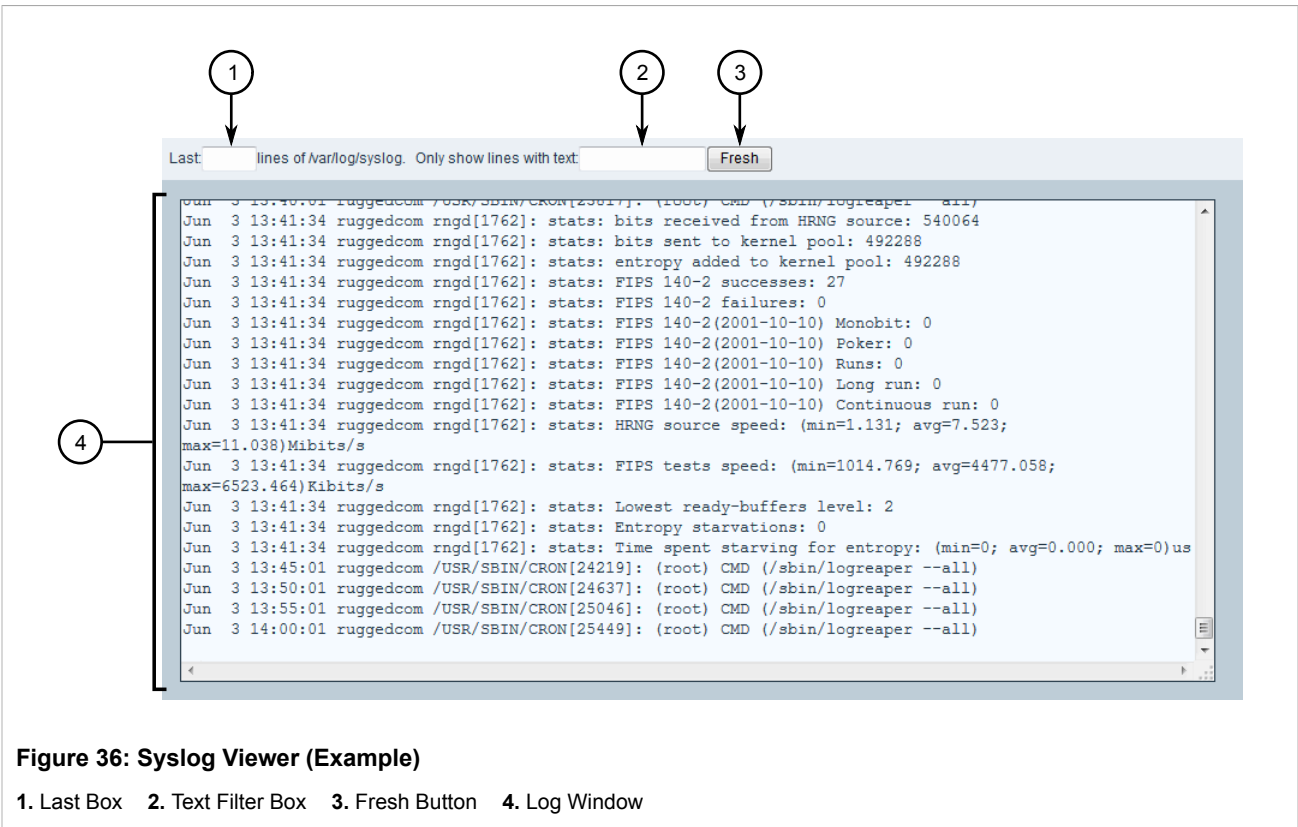 1 2 3
Last: lines of /var/log/syslog. Only show lines with text: Fresh
Jun  3 13:40:01 ruggedcom /USR/SBIN/CRON[23817]: (root) CMD (/sbin/logreaper --all)
Jun  3 13:41:34 ruggedcom rngd[1762]: stats: bits received from HRNG source: 540064
Jun  3 13:41:34 ruggedcom rngd[1762]: stats: bits sent to kernel pool: 492288
Jun  3 13:41:34 ruggedcom rngd[1762]: stats: entropy added to kernel pool: 492288
Jun  3 13:41:34 ruggedcom rngd[1762]: stats: FIPS 140-2 successes: 27
Jun  3 13:41:34 ruggedcom rngd[1762]: stats: FIPS 140-2 failures: 0
Jun  3 13:41:34 ruggedcom rngd[1762]: stats: FIPS 140-2(2001-10-10) Monobit: 0
Jun  3 13:41:34 ruggedcom rngd[1762]: stats: FIPS 140-2(2001-10-10) Poker: 0
Jun  3 13:41:34 ruggedcom rngd[1762]: stats: FIPS 140-2(2001-10-10) Runs: 0
Jun  3 13:41:34 ruggedcom rngd[1762]: stats: FIPS 140-2(2001-10-10) Long run: 0
Jun  3 13:41:34 ruggedcom rngd[1762]: stats: FIPS 140-2(2001-10-10) Continuous run: 0
Jun  3 13:41:34 ruggedcom rngd[1762]: stats: HRNG source speed: (min=1.131; avg=7.523;
max=11.038)Mibits/s
Jun  3 13:41:34 ruggedcom rngd[1762]: stats: FIPS tests speed: (min=1014.769; avg=4477.058;
max=6523.464)Kibits/s
Jun  3 13:41:34 ruggedcom rngd[1762]: stats: Lowest ready-buffers level: 2
Jun  3 13:41:34 ruggedcom rngd[1762]: stats: Entropy starvations: 0
Jun  3 13:41:34 ruggedcom rngd[1762]: stats: Time spent starving for entropy: (min=0; avg=0.000; max=0)us
Jun  3 13:45:01 ruggedcom /USR/SBIN/CRON[24219]: (root) CMD (/sbin/logreaper --all)
Jun  3 13:50:01 ruggedcom /USR/SBIN/CRON[24637]: (root) CMD (/sbin/logreaper --all)
Jun  3 13:55:01 ruggedcom /USR/SBIN/CRON[25046]: (root) CMD (/sbin/logreaper --all)
Jun  3 14:00:01 ruggedcom /USR/SBIN/CRON[25449]: (root) CMD (/sbin/logreaper --all)
4
Figure 36: Syslog Viewer (Example)
1. Last Box 2. Text Filter Box 3. Fresh Button 4. Log Window